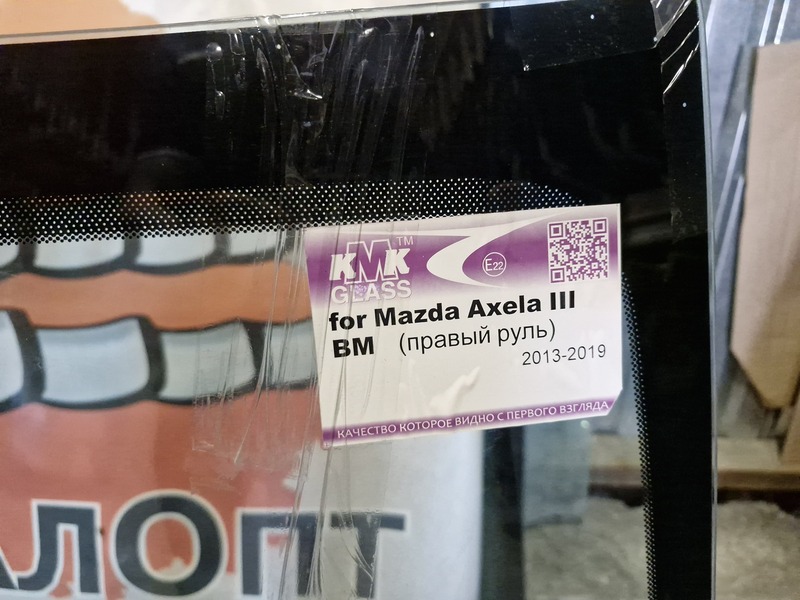 KMK™
GLASS
E22
for Mazda Axela III
BM (правый руль)
2013-2019
КАЧЕСТВО КОТОРОЕ ВИДНО С ПЕРВОГО ВЗГЛЯДА
АЛОПТ